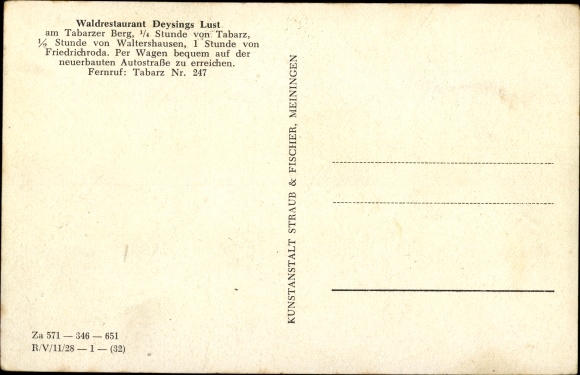 Waldrestaurant Deysings Lust
am Tabarzer Berg, ¼ Stunde von Tabarz,
½ Stunde von Waltershausen, 1 Stunde von
Friedrichroda. Per Wagen bequem auf der
neuerbauten Autostraße zu erreichen.
Fernruf: Tabarz Nr. 247
KUNSTANSTALT STRAUB & FISCHER, MEININGEN
Za 571 — 346 — 651
R/V/11/28 — 1 — (32)